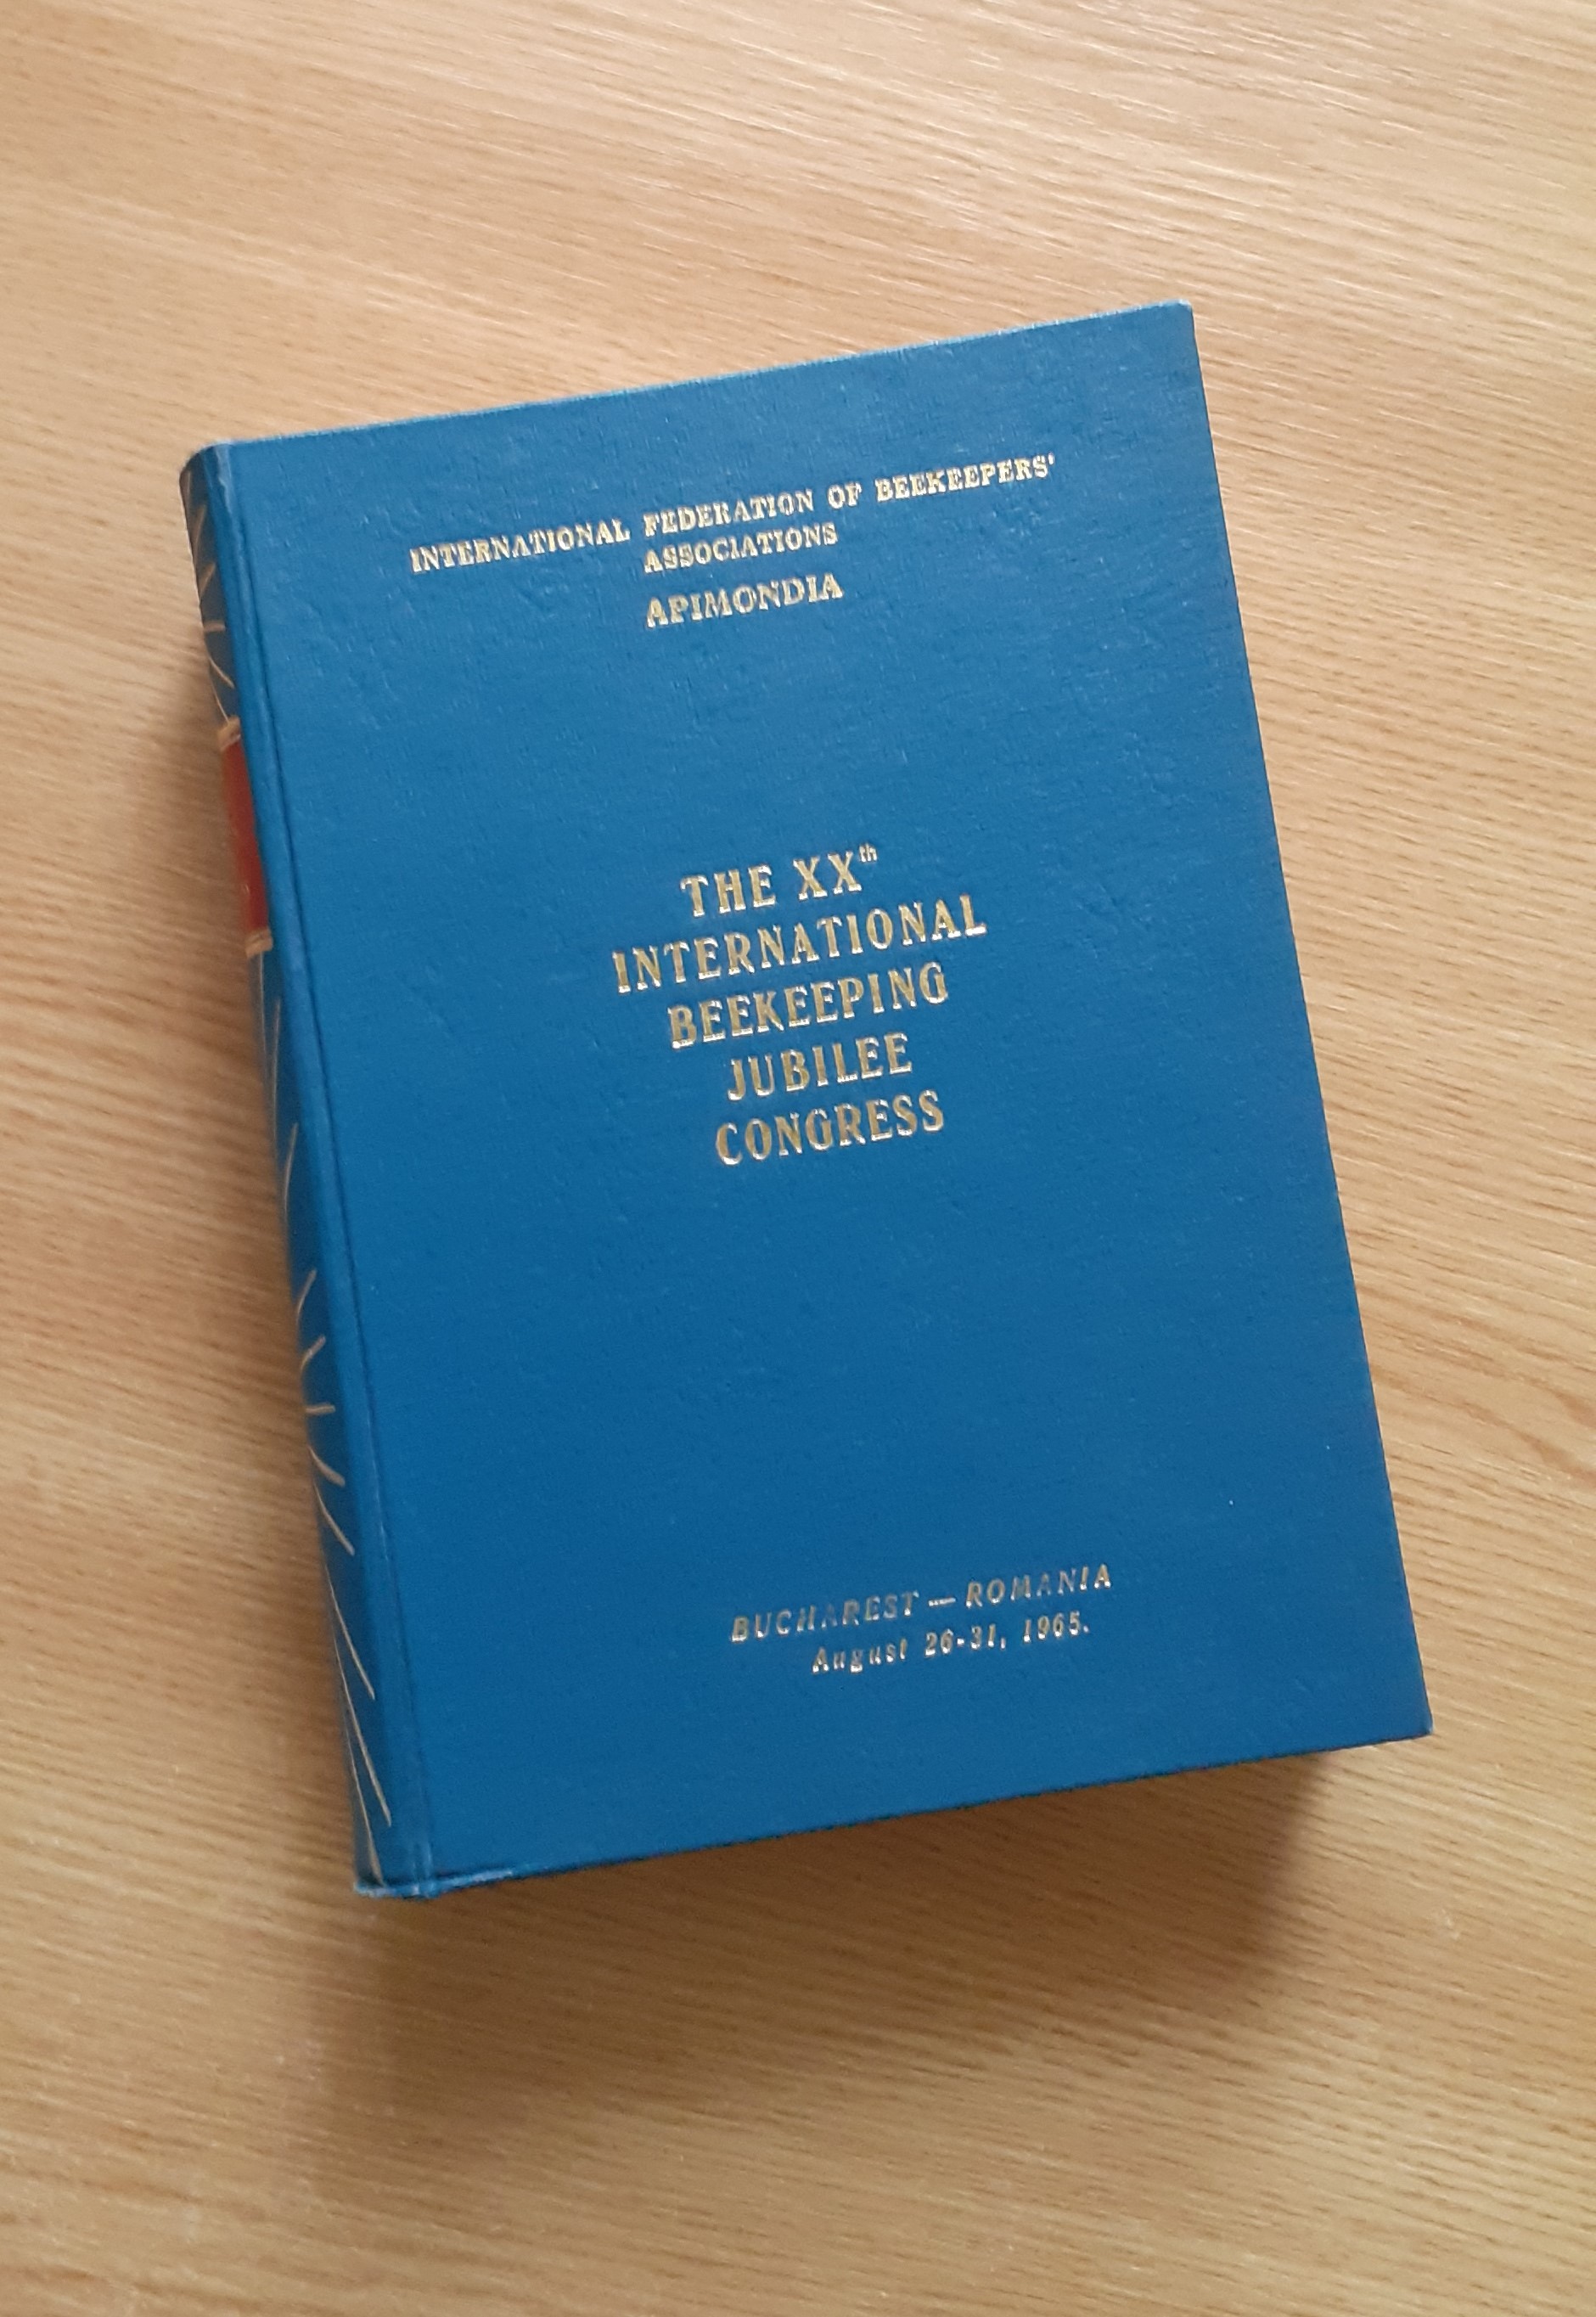 INTERNATIONAL FEDERATION OF BEEKEEPERS'
ASSOCIATIONS
APIMONDIA
THE XXth
INTERNATIONAL
BEEKEEPING
JUBILEE
CONGRESS
BUCHAREST — ROMANIA
August 26-31, 1965.